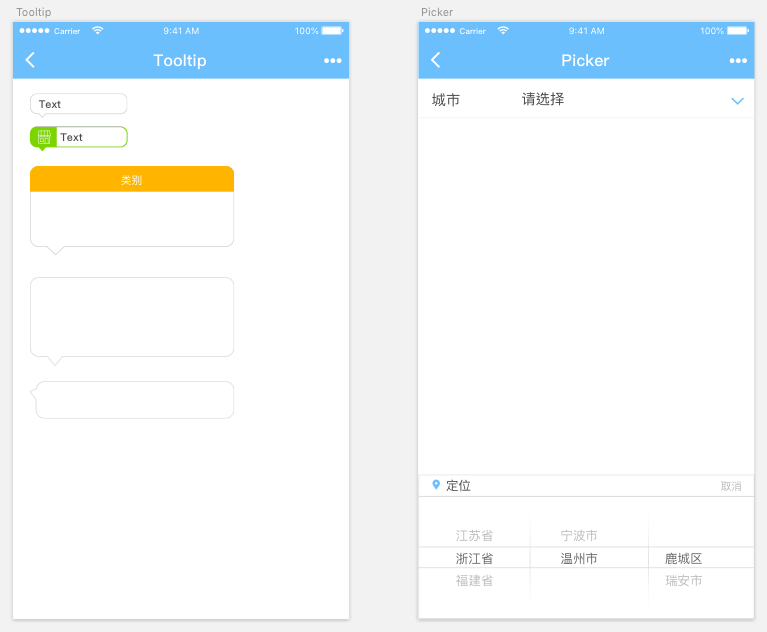 Tooltip
Carrier 9:41 AM 100%
Tooltip
Text
Text
类别
Picker
Carrier 9:41 AM 100%
Picker
城市 请选择
定位 取消
江苏省 宁波市
浙江省 温州市 鹿城区
福建省 瑞安市